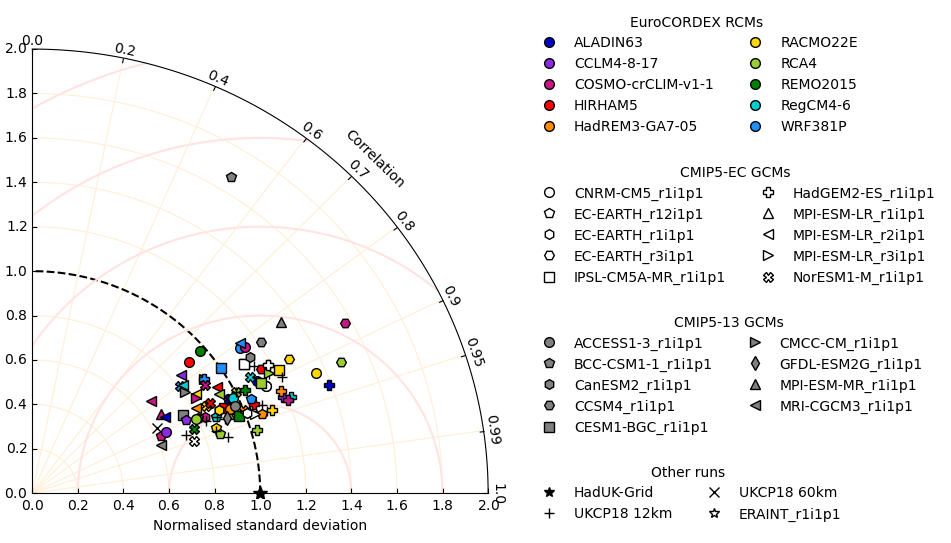 0.0
0.2
0.4
0.6
Correlation
0.7
0.8
0.9
0.95
0.99
1.0
2.0
1.8
1.6
1.4
1.2
1.0
0.8
0.6
0.4
0.2
0.0
0.0 0.2 0.4 0.6 0.8 1.0 1.2 1.4 1.6 1.8 2.0
Normalised standard deviation
EuroCORDEX RCMs
ALADIN63 RACMO22E
CCLM4-8-17 RCA4
COSMO-crCLIM-v1-1 REMO2015
HIRHAM5 RegCM4-6
HadREM3-GA7-05 WRF381P
CMIP5-EC GCMs
CNRM-CM5_r1i1p1 HadGEM2-ES_r1i1p1
EC-EARTH_r12i1p1 MPI-ESM-LR_r1i1p1
EC-EARTH_r1i1p1 MPI-ESM-LR_r2i1p1
EC-EARTH_r3i1p1 MPI-ESM-LR_r3i1p1
IPSL-CM5A-MR_r1i1p1 NorESM1-M_r1i1p1
CMIP5-13 GCMs
ACCESS1-3_r1i1p1 CMCC-CM_r1i1p1
BCC-CSM1-1_r1i1p1 GFDL-ESM2G_r1i1p1
CanESM2_r1i1p1 MPI-ESM-MR_r1i1p1
CCSM4_r1i1p1 MRI-CGCM3_r1i1p1
CESM1-BGC_r1i1p1
Other runs
HadUK-Grid UKCP18 60km
UKCP18 12km ERAINT_r1i1p1